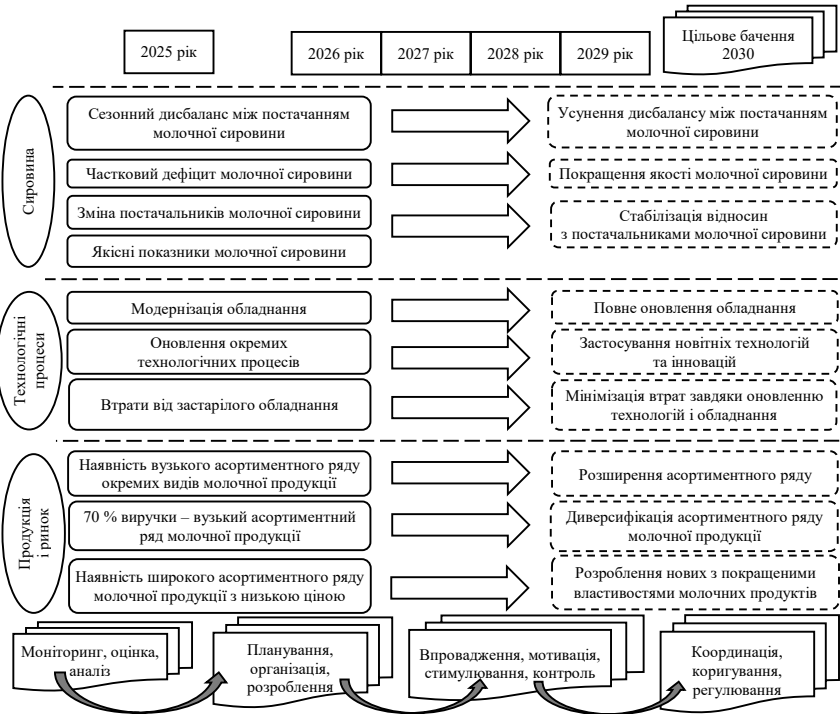 2025 рік
2026 рік
2027 рік
2028 рік
2029 рік
Цільове бачення
2030
Сировина
Сезонний дисбаланс між постачанням
молочної сировини
Усунення дисбалансу між постачанням
молочної сировини
Частковий дефіцит молочної сировини
Покращення якості молочної сировини
Зміна постачальників молочної сировини
Стабілізація відносин
з постачальниками молочної сировини
Якісні показники молочної сировини
Технологічні
процеси
Модернізація обладнання
Повне оновлення обладнання
Оновлення окремих
технологічних процесів
Застосування новітніх технологій
та інновацій
Втрати від застарілого обладнання
Мінімізація втрат завдяки оновленню
технологій і обладнання
Продукція
і ринок
Наявність вузького асортиментного ряду
окремих видів молочної продукції
Розширення асортиментного ряду
70 % виручки – вузький асортиментний
ряд молочної продукції
Диверсифікація асортиментного ряду
молочної продукції
Наявність широкого асортиментного ряду
молочної продукції з низькою ціною
Розроблення нових з покращеними
властивостями молочних продуктів
Моніторинг, оцінка,
аналіз
Планування,
організація,
розроблення
Впровадження, мотивація,
стимулювання, контроль
Координація,
коригування,
регулювання